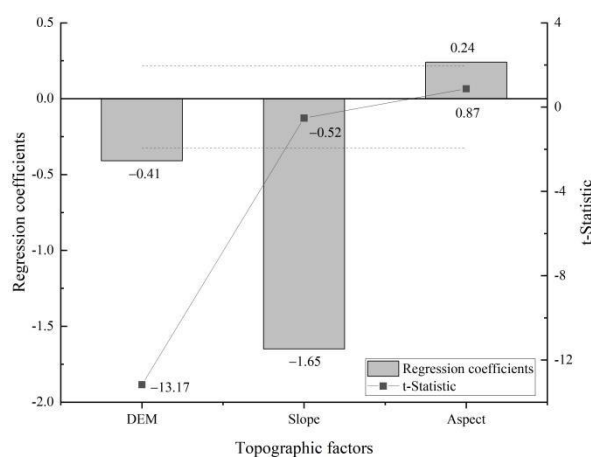 0.5
0.0
-0.5
-1.0
-1.5
-2.0
Regression coefficients
4
0
-4
-8
-12
t-Statistic
0.24
0.87
−0.41
−0.52
−13.17
−1.65
Regression coefficients
t-Statistic
DEM
Slope
Aspect
Topographic factors